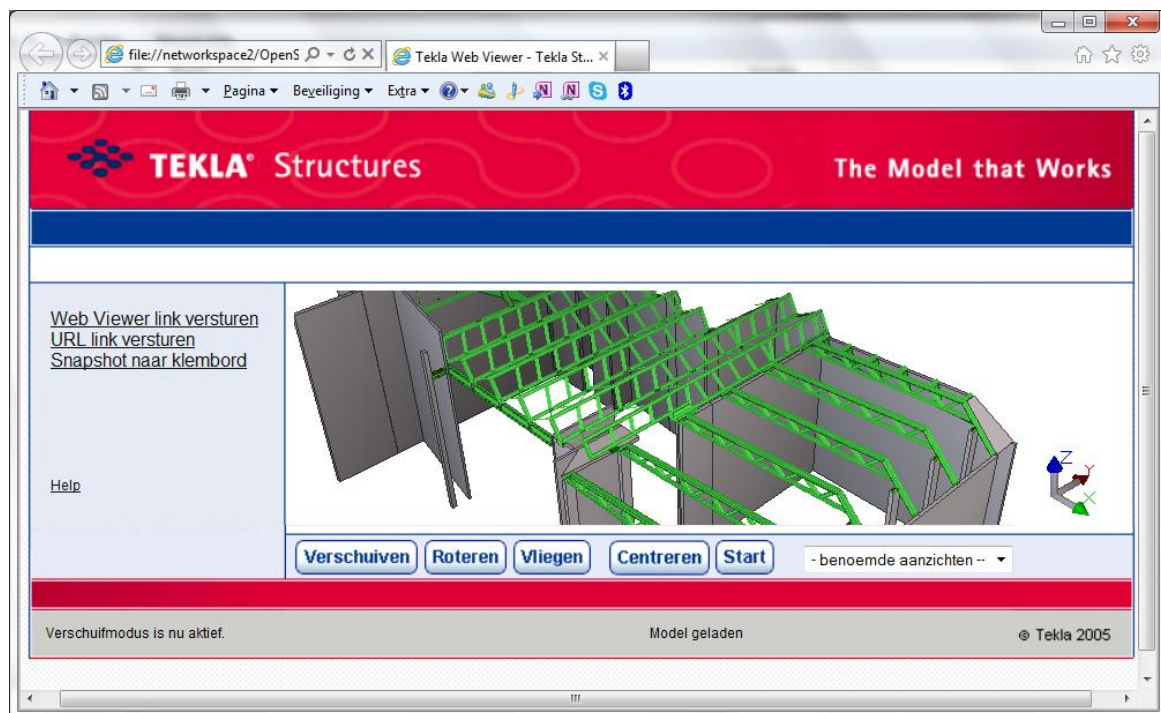 file://networkspace2/OpenS
Tekla Web Viewer - Tekla St...
Pagina Beveiliging Extra
TEKLA® Structures
The Model that Works
Web Viewer link versturen
URL link versturen
Snapshot naar klembord
Help
Z
Y
X
Verschuiven Roteren Vliegen Centreren Start - benoemde aanzichten --
Verschuifmodus is nu aktief. Model geladen © Tekla 2005